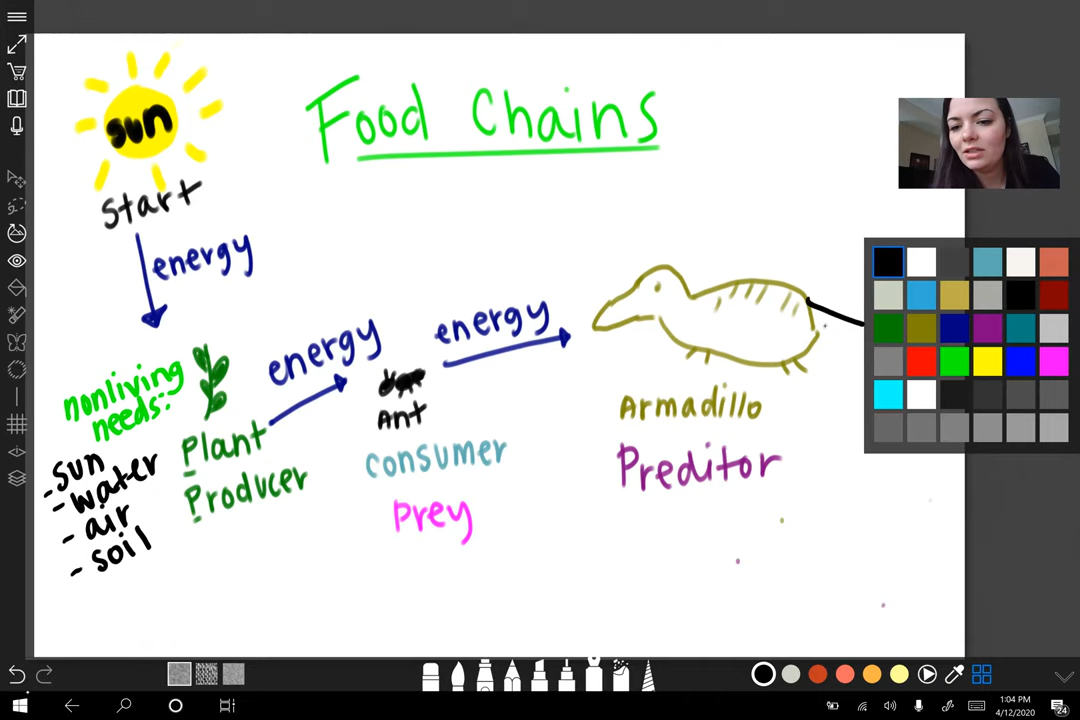 Food Chains
sun
start
energy
nonliving
needs:
- sun
- water
- air
- soil
Plant
Producer
energy
Ant
consumer
prey
energy
Armadillo
Preditor
1:04 PM
4/12/2020
24